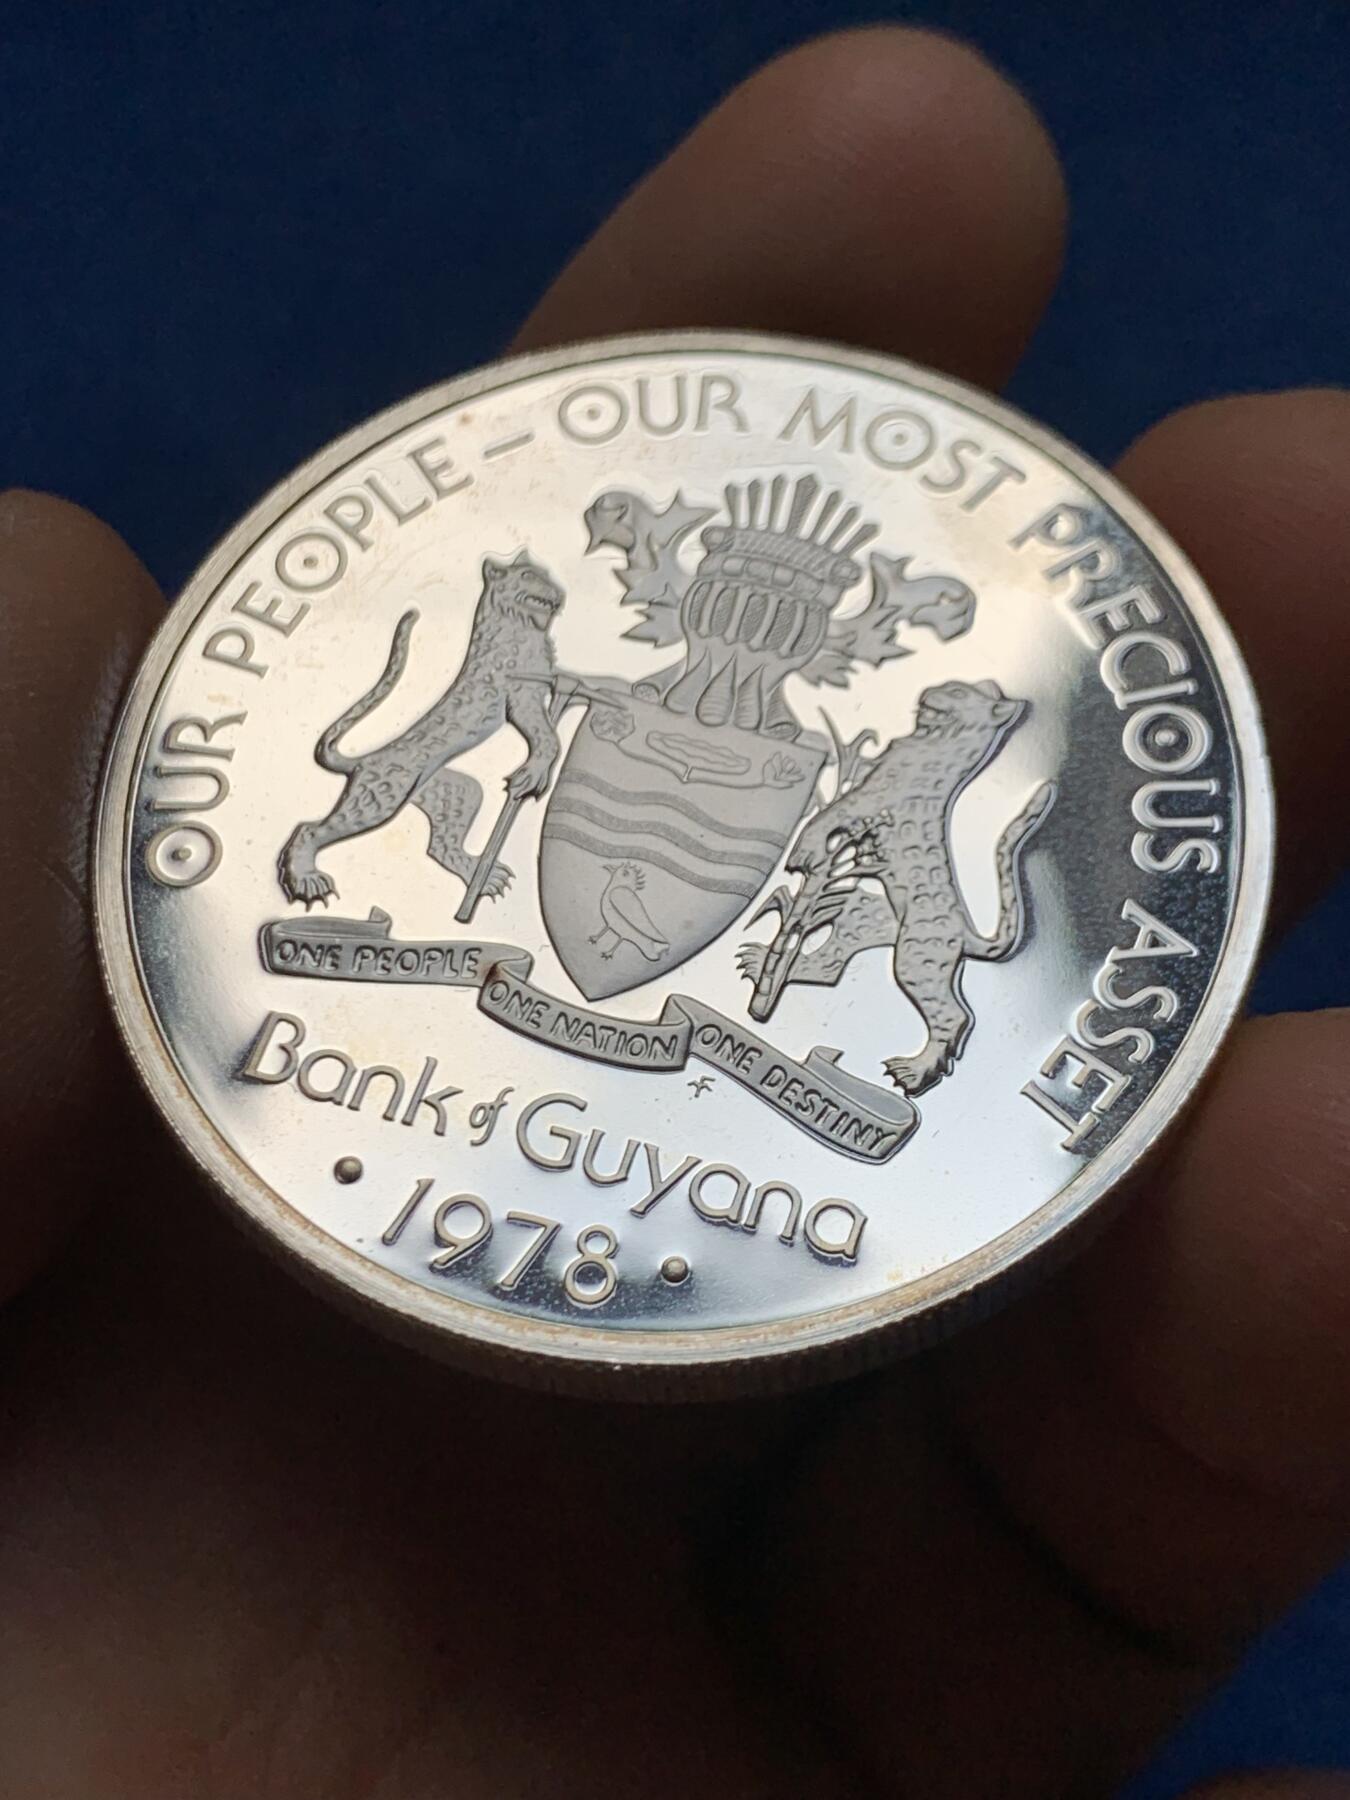 OUR PEOPLE – OUR MOST PRECIOUS ASSET
ONE PEOPLE
ONE NATION
ONE DESTINY
Bank of Guyana
• 1978 •